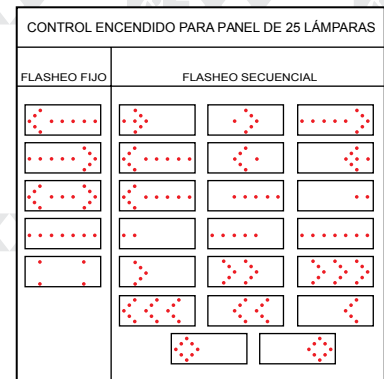 CONTROL ENCENDIDO PARA PANEL DE 25 LÁMPARAS
FLASHEO FIJO
FLASHEO SECUENCIAL